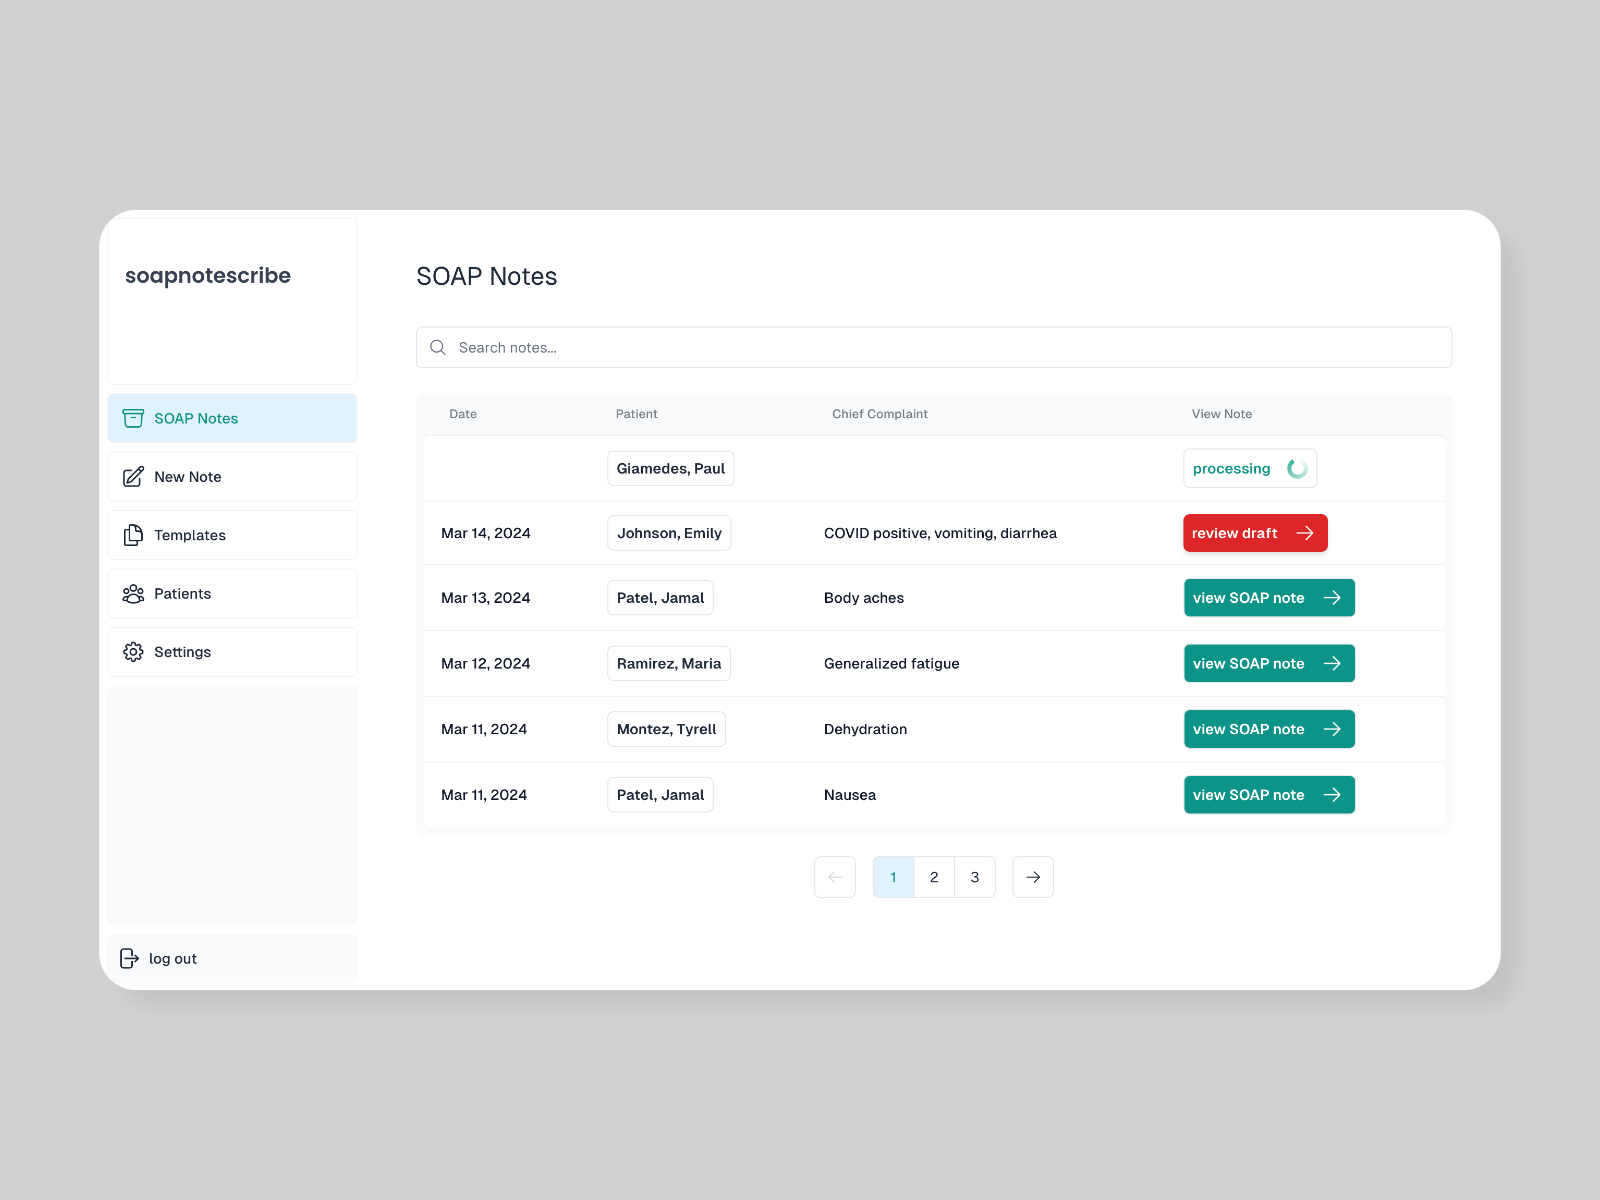 soapnotescribe
SOAP Notes
New Note
Templates
Patients
Settings
log out
SOAP Notes
Search notes...
Date Patient Chief Complaint View Note
Giamedes, Paul processing
Mar 14, 2024 Johnson, Emily COVID positive, vomiting, diarrhea review draft
Mar 13, 2024 Patel, Jamal Body aches view SOAP note
Mar 12, 2024 Ramirez, Maria Generalized fatigue view SOAP note
Mar 11, 2024 Montez, Tyrell Dehydration view SOAP note
Mar 11, 2024 Patel, Jamal Nausea view SOAP note
1 2 3